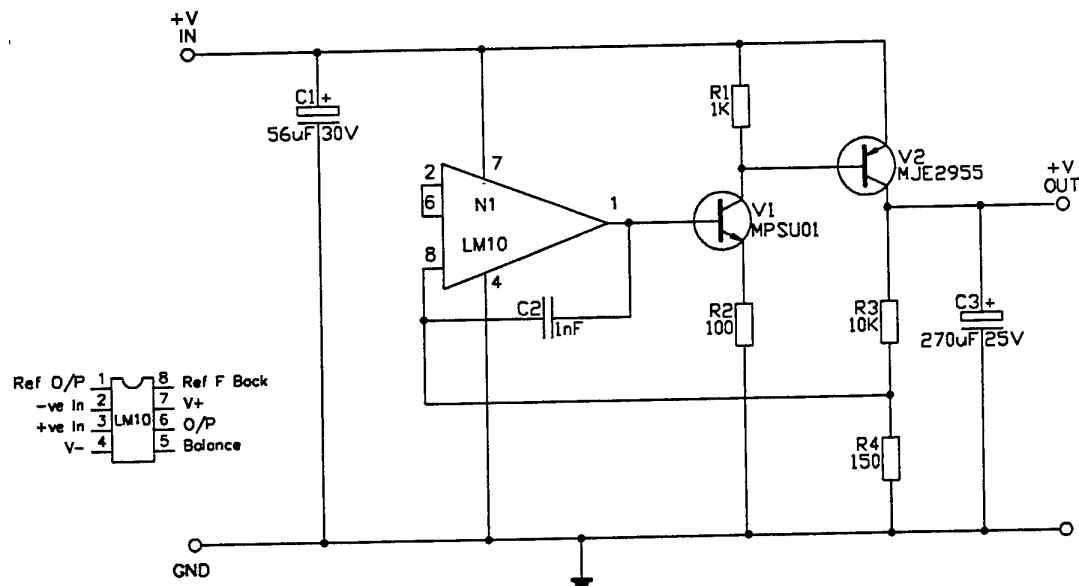 +V
IN
C1 +
56uF 30V
2
6
8
7
N1
LM10
4
1
C2
1nF
R1
1K
V1
MPSU01
R2
100
V2
MJE2955
+V
OUT
R3
10K
C3 +
270uF 25V
R4
150
Ref O/P 1
-ve In 2
+ve In 3
V- 4
LM10
8 Ref F Back
7 V+
6 O/P
5 Balance
GND